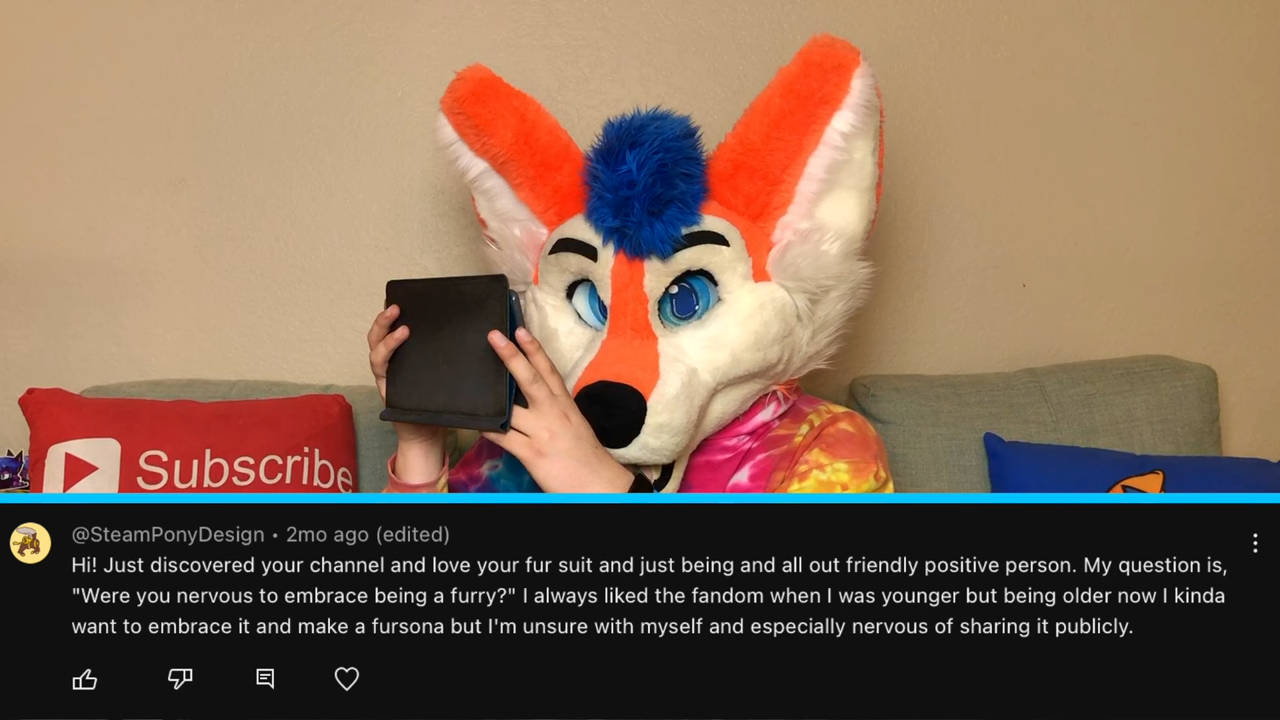 Subscribe
@SteamPonyDesign • 2mo ago (edited)
Hi! Just discovered your channel and love your fur suit and just being and all out friendly positive person. My question is,
"Were you nervous to embrace being a furry?" I always liked the fandom when I was younger but being older now I kinda
want to embrace it and make a fursona but I'm unsure with myself and especially nervous of sharing it publicly.